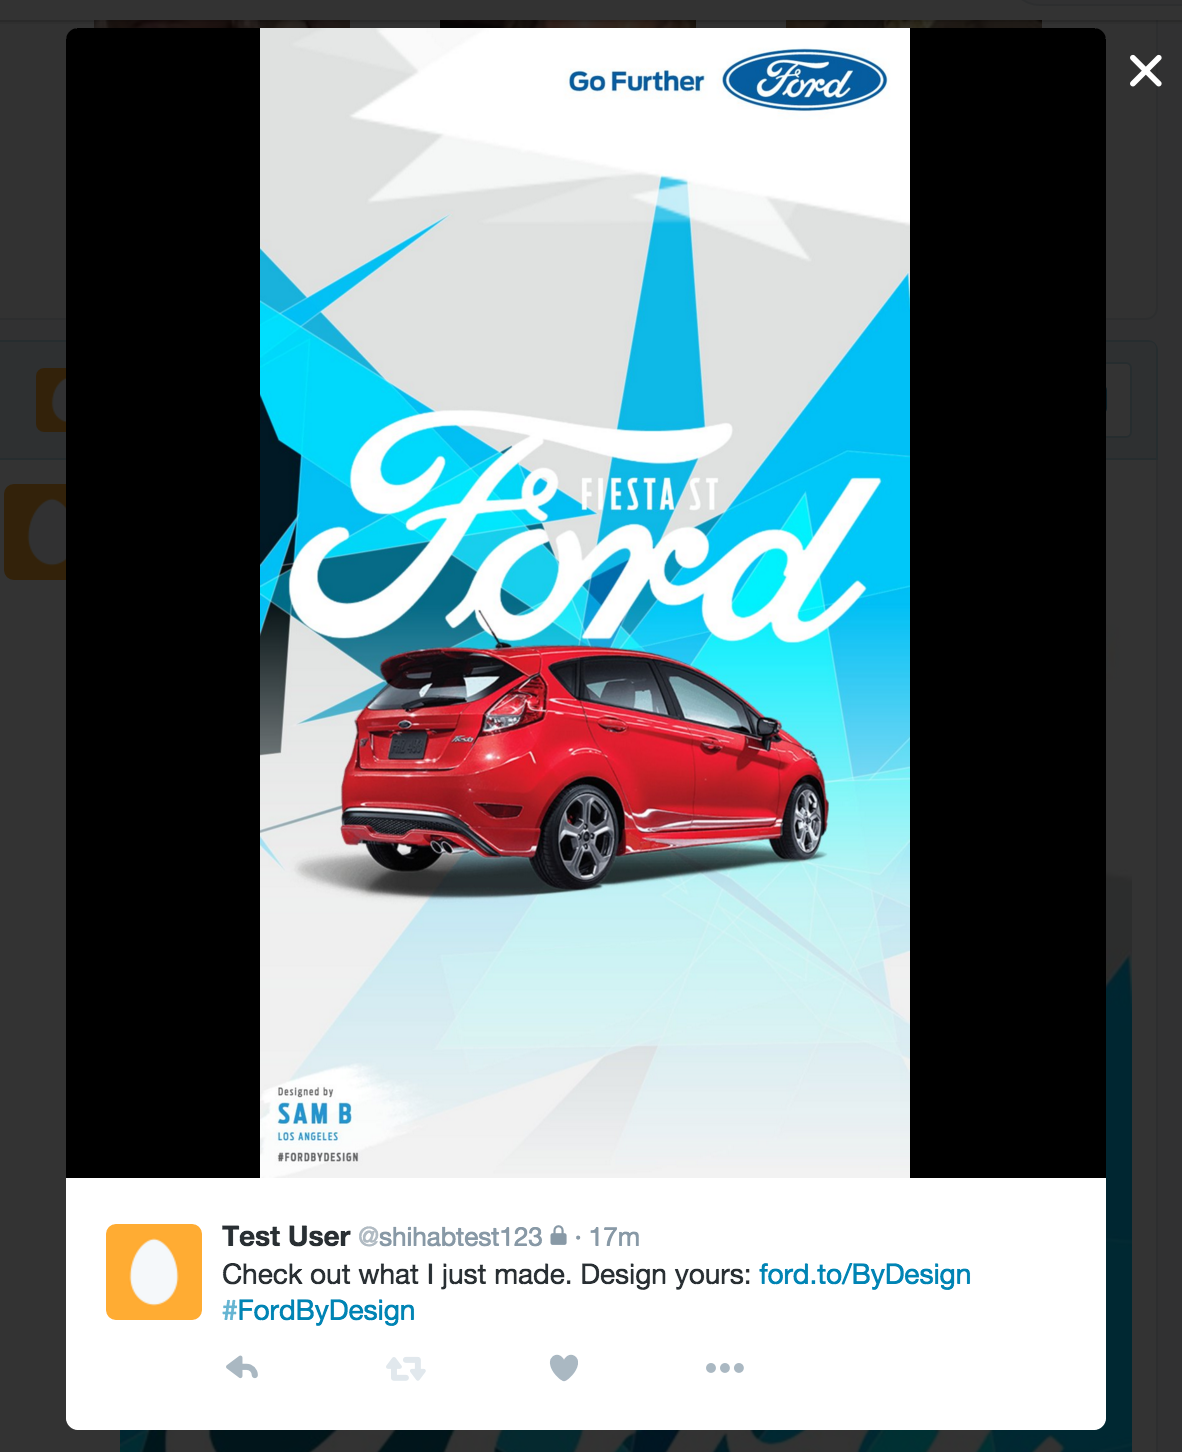 Go Further Ford
Ford
FIESTA ST
Designed by
SAM B
LOS ANGELES
#FORDBYDESIGN
Test User @shihabtest123 · 17m
Check out what I just made. Design yours: ford.to/ByDesign
#FordByDesign